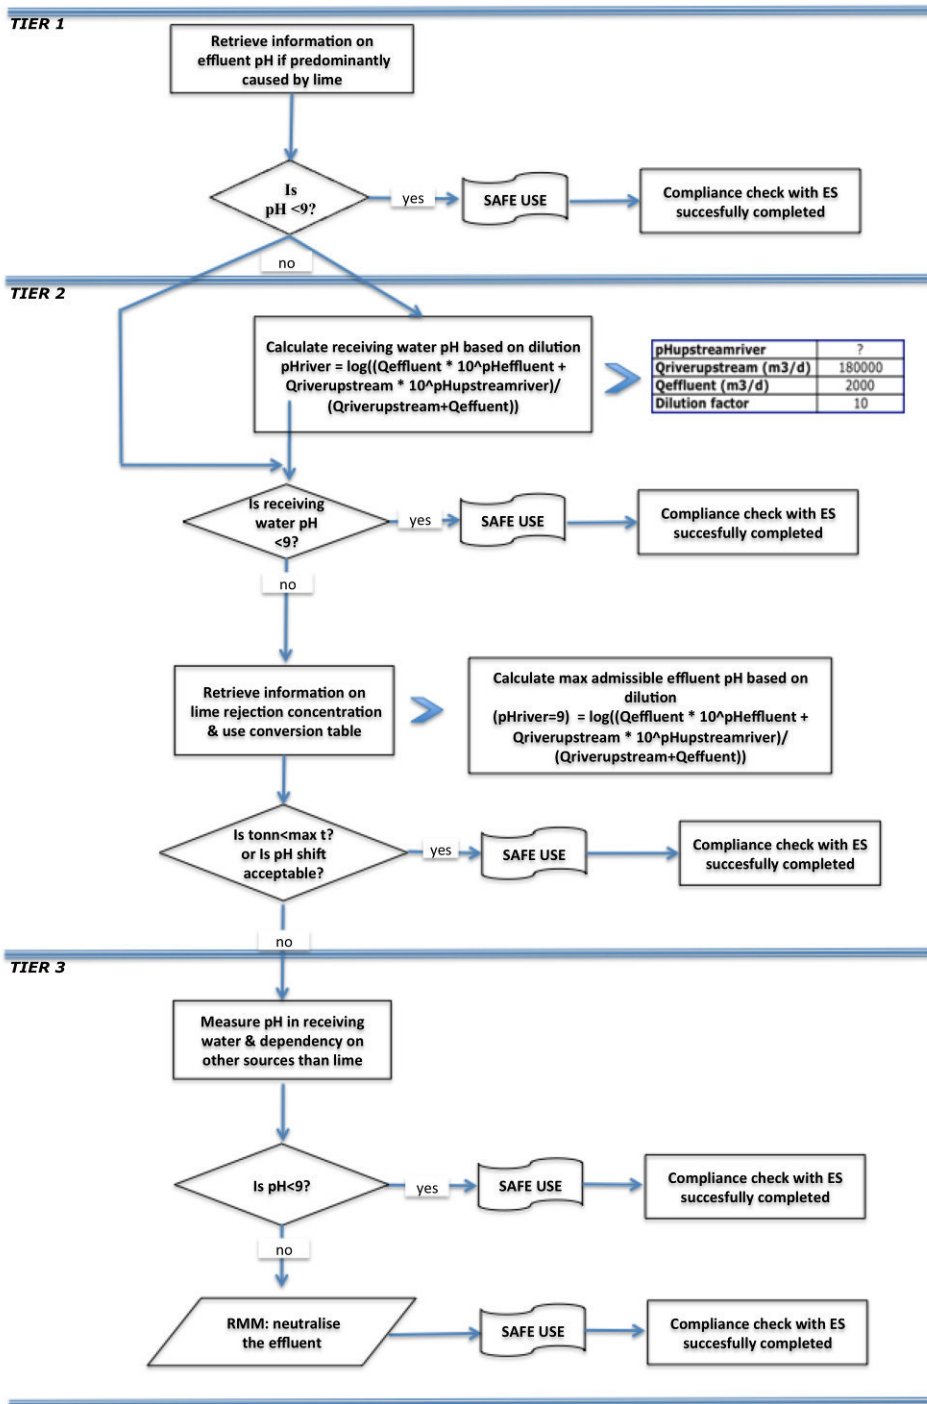 TIER 1
Retrieve information on
effluent pH if predominantly
caused by lime
Is
pH <9?
yes
SAFE USE
Compliance check with ES
succesfully completed
no
TIER 2
Calculate receiving water pH based on dilution
pHriver = log((Qeffluent * 10^pHeffluent +
Qriverupstream * 10^pHupstreamriver)/
(Qriverupstream+Qeffuent))
pHupstreamriver ?
Qriverupstream (m3/d) 180000
Qeffluent (m3/d) 2000
Dilution factor 10
Is receiving
water pH
<9?
yes
SAFE USE
Compliance check with ES
succesfully completed
no
Retrieve information on
lime rejection concentration
& use conversion table
Calculate max admissible effluent pH based on
dilution
(pHriver=9) = log((Qeffluent * 10^pHeffluent +
Qriverupstream * 10^pHupstreamriver)/
(Qriverupstream+Qeffuent))
Is tonn<max t?
or Is pH shift
acceptable?
yes
SAFE USE
Compliance check with ES
succesfully completed
no
TIER 3
Measure pH in receiving
water & dependency on
other sources than lime
Is pH<9?
yes
SAFE USE
Compliance check with ES
succesfully completed
no
RMM: neutralise
the effluent
SAFE USE
Compliance check with ES
succesfully completed